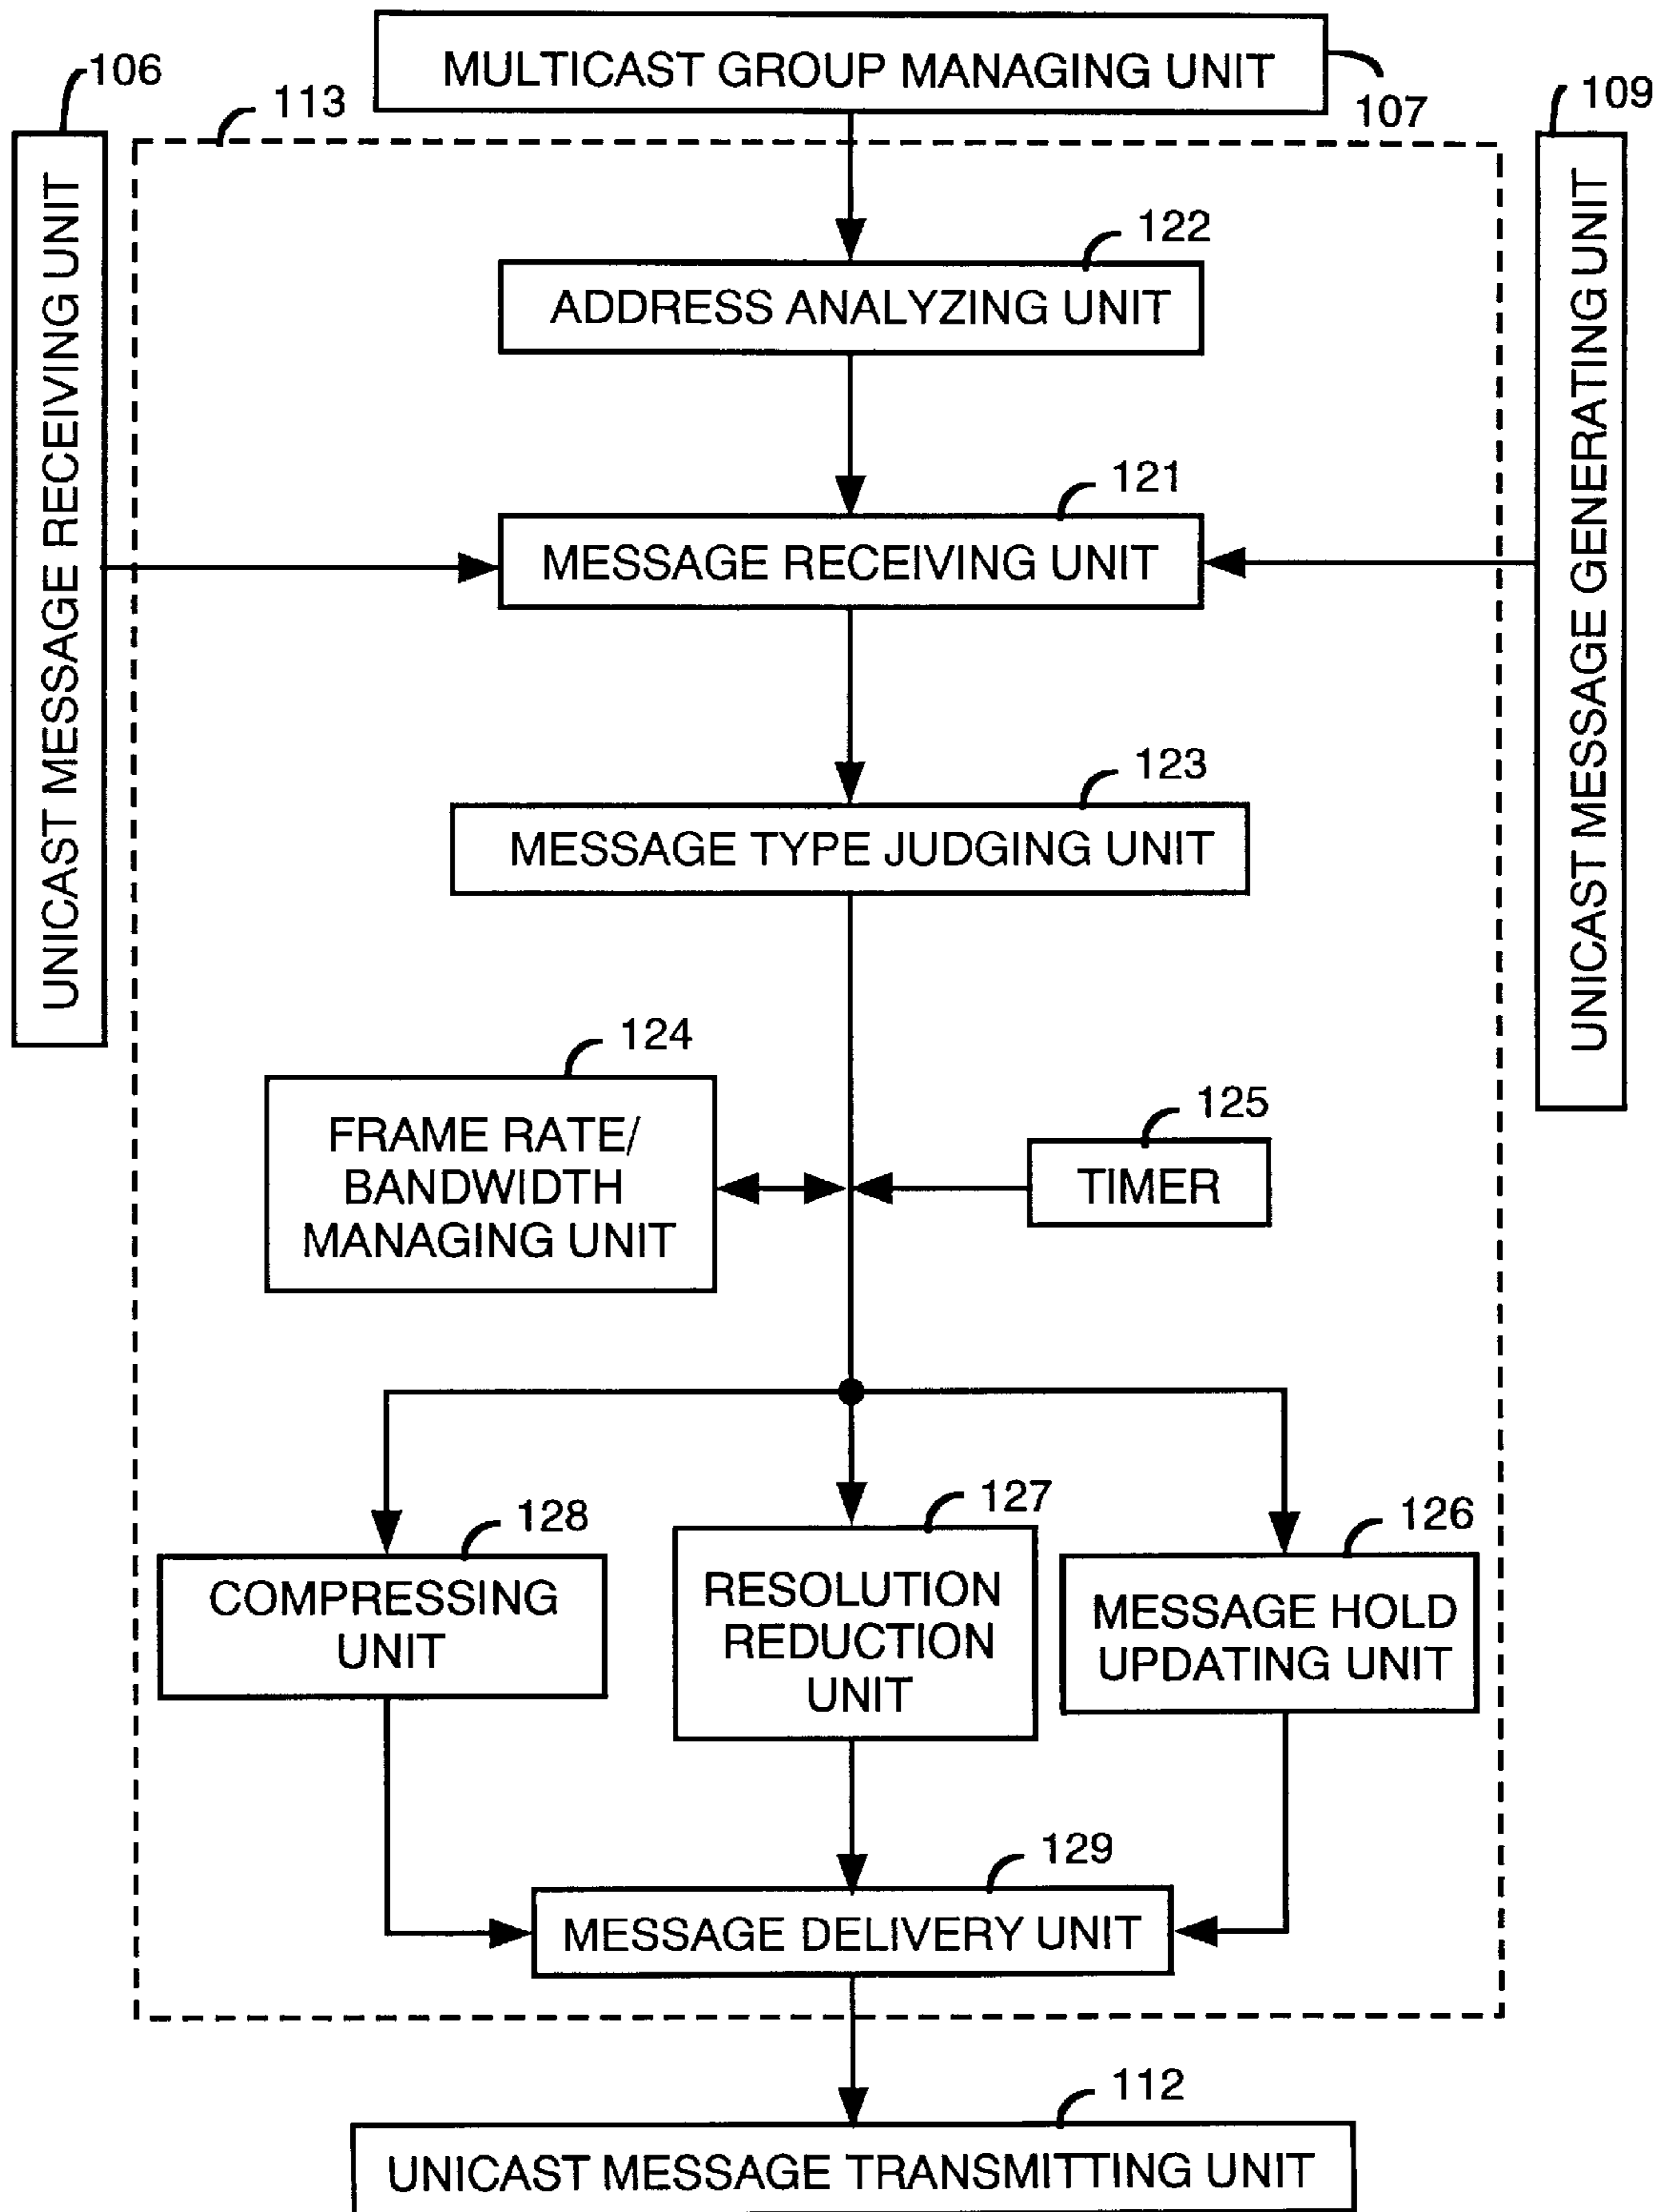 MULTICAST GROUP MANAGING UNIT
107
106
UNICAST MESSAGE RECEIVING UNIT
113
109
UNICAST MESSAGE GENERATING UNIT
122
ADDRESS ANALYZING UNIT
121
MESSAGE RECEIVING UNIT
123
MESSAGE TYPE JUDGING UNIT
124
FRAME RATE/
BANDWIDTH
MANAGING UNIT
125
TIMER
128
COMPRESSING
UNIT
127
RESOLUTION
REDUCTION
UNIT
126
MESSAGE HOLD
UPDATING UNIT
129
MESSAGE DELIVERY UNIT
112
UNICAST MESSAGE TRANSMITTING UNIT